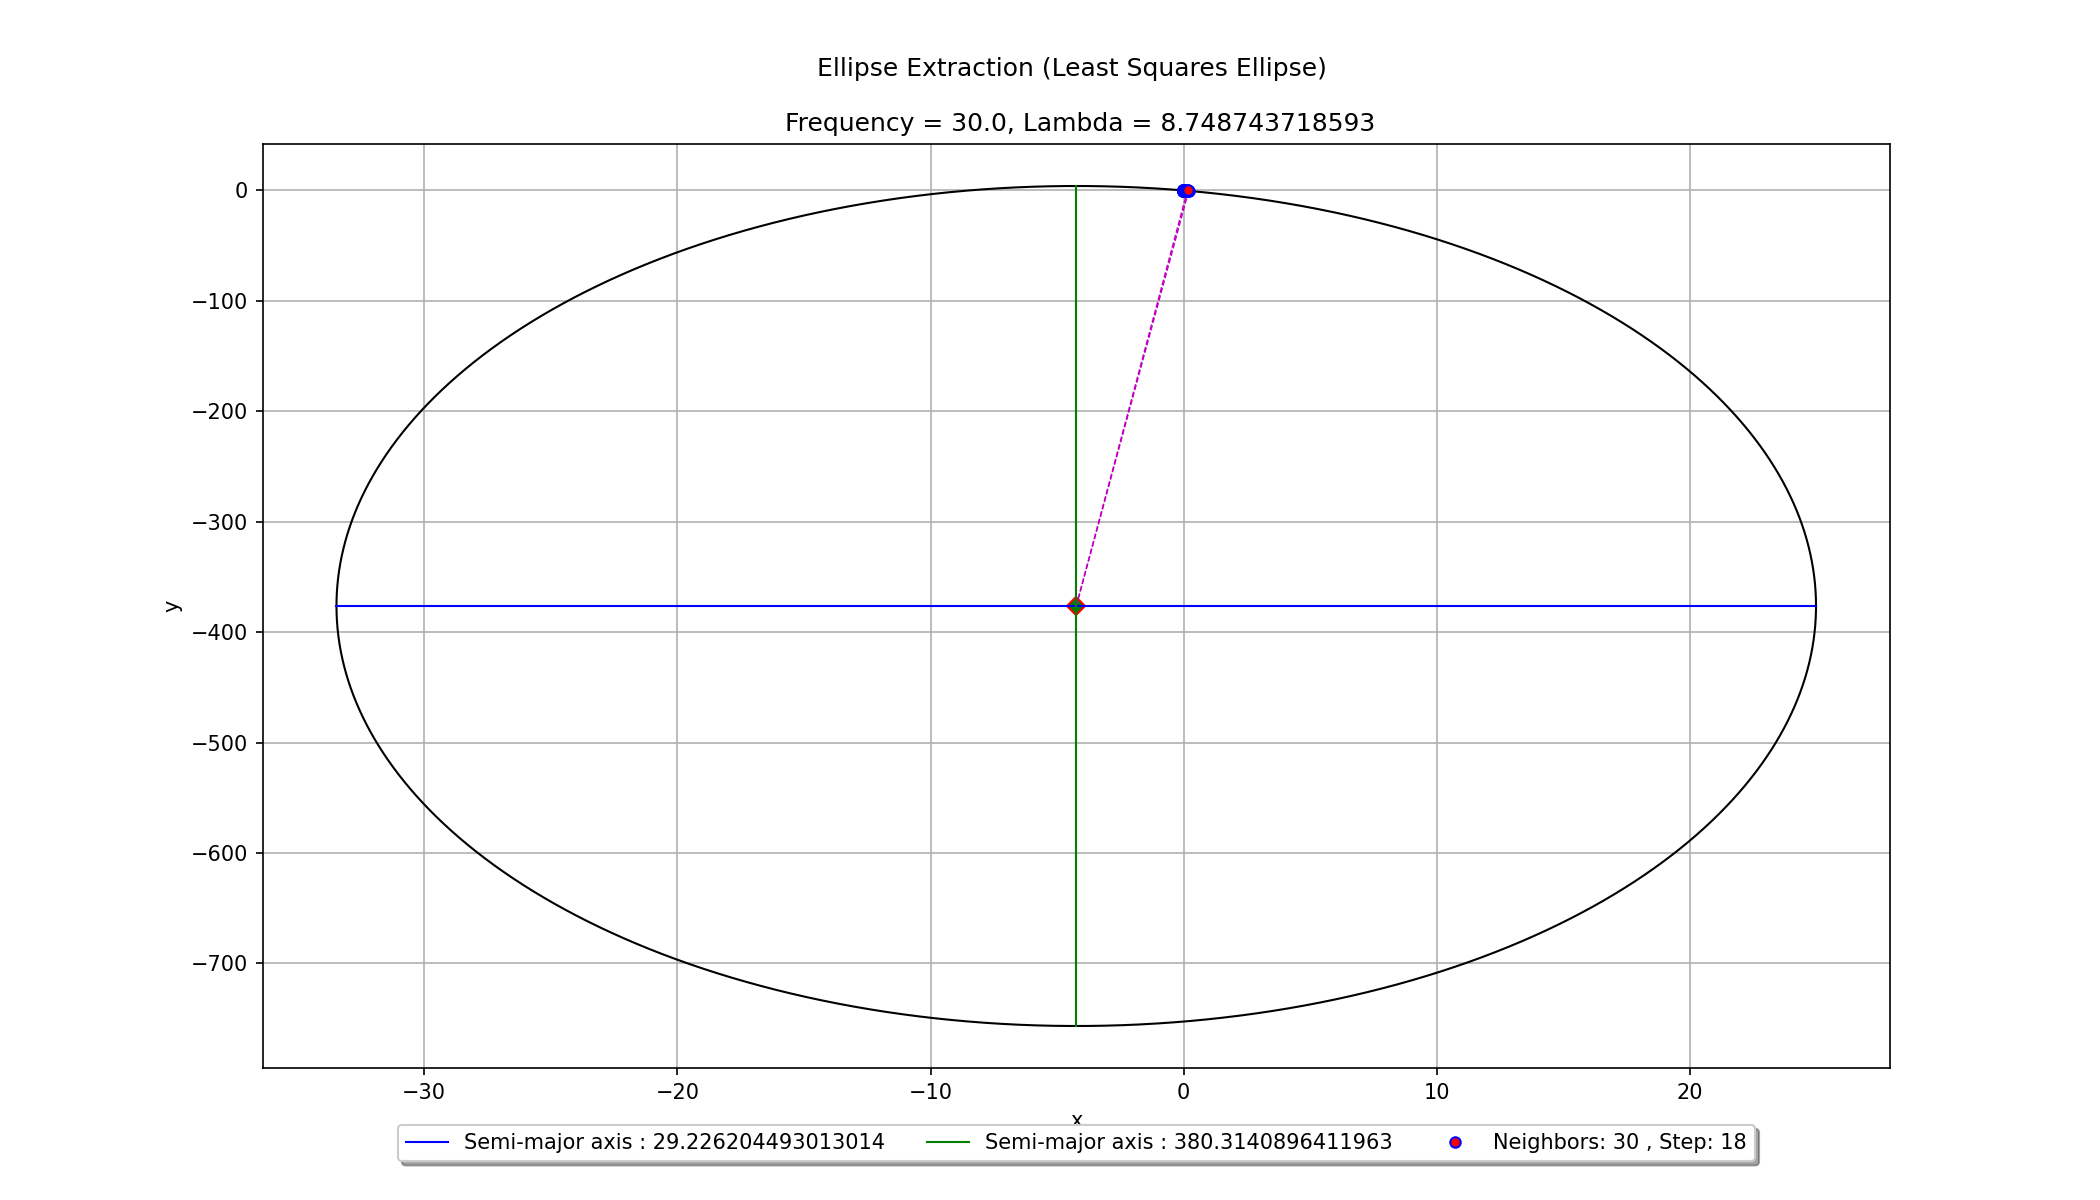 Ellipse Extraction (Least Squares Ellipse)
Frequency = 30.0, Lambda = 8.748743718593
0
−100
−200
−300
−400
−500
−600
−700
y
−30
−20
−10
0
10
20
x
Semi-major axis : 29.226204493013014
Semi-major axis : 380.3140896411963
Neighbors: 30 , Step: 18